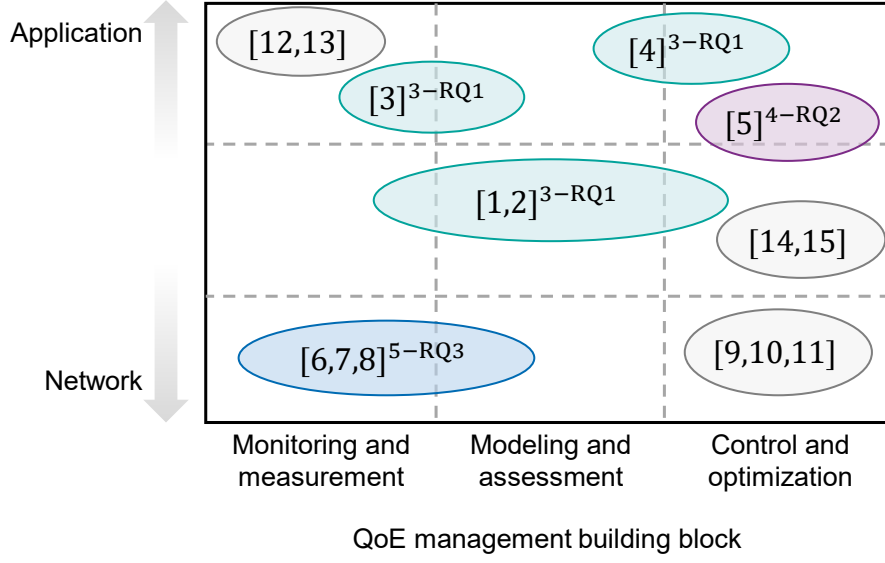 Application
[12,13]
[4]³⁻ᴿQ¹
[3]³⁻ᴿQ¹
[5]⁴⁻ᴿQ²
[1,2]³⁻ᴿQ¹
[14,15]
[6,7,8]⁵⁻ᴿQ³
[9,10,11]
Network
Monitoring and
measurement
Modeling and
assessment
Control and
optimization
QoE management building block